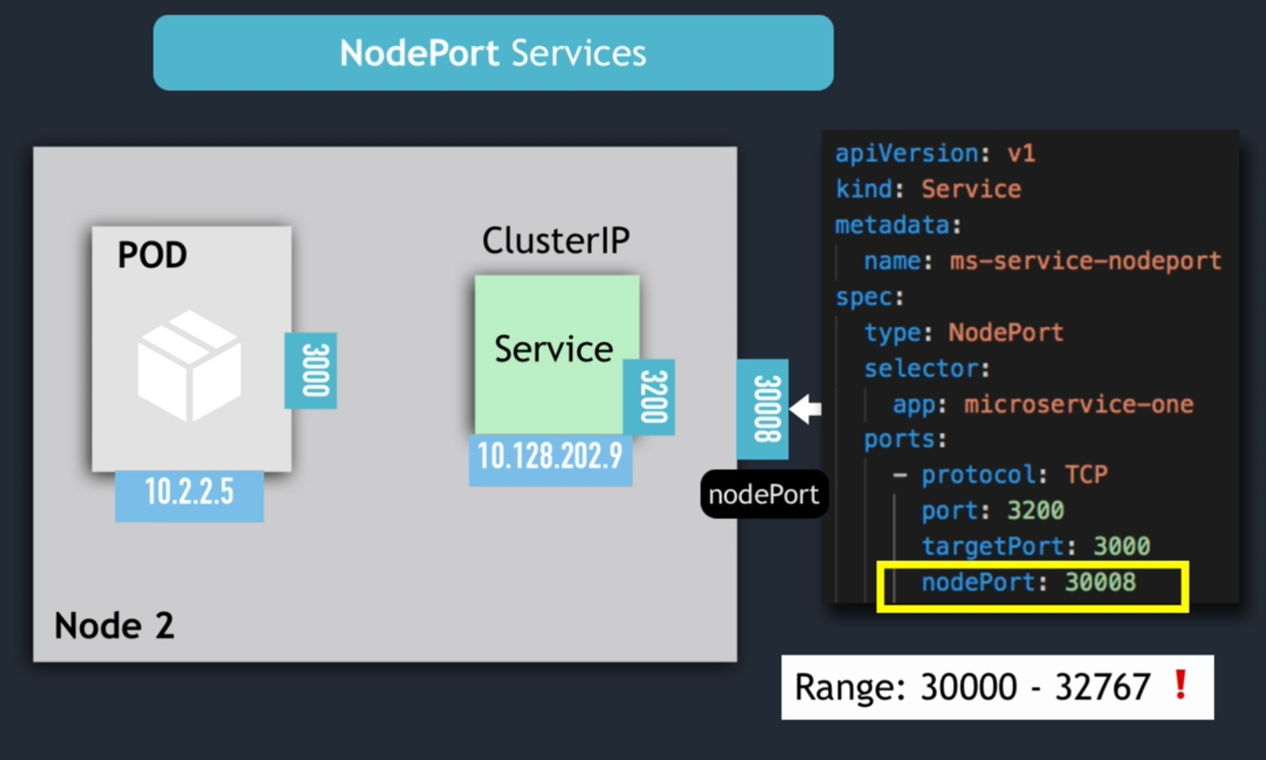 NodePort Services
POD
3000
10.2.2.5
ClusterIP
Service
3200
10.128.202.9
30008
nodePort
Node 2
apiVersion: v1
kind: Service
metadata:
name: ms-service-nodeport
spec:
type: NodePort
selector:
app: microservice-one
ports:
- protocol: TCP
port: 3200
targetPort: 3000
nodePort: 30008
Range: 30000 - 32767 !